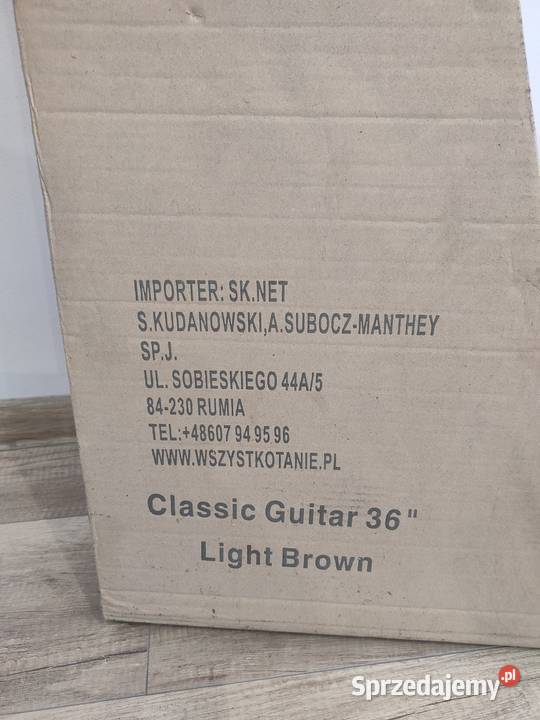 IMPORTER: SK.NET
S.KUDANOWSKI,A.SUBOCZ-MANTHEY
SP.J.
UL. SOBIESKIEGO 44A/5
84-230 RUMIA
TEL:+48607 94 95 96
WWW.WSZYSTKOTANIE.PL
Classic Guitar 36"
Light Brown
Sprzedajemy.pl